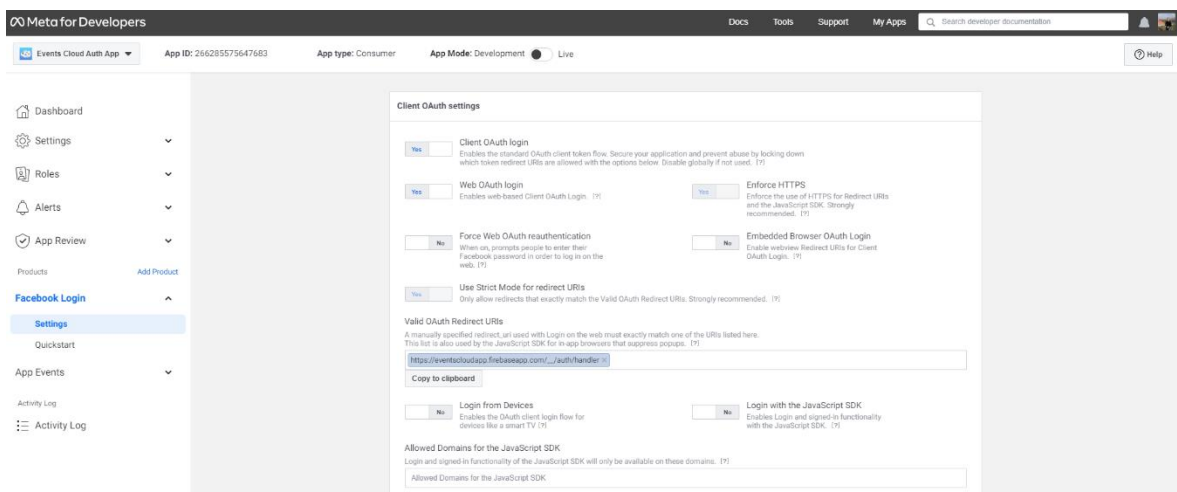 Meta for Developers
Docs Tools Support My Apps Search developer documentation
Events Cloud Auth App App ID: 266285575647683 App type: Consumer App Mode: Development Live Help
Dashboard
Settings
Roles
Alerts
App Review
Products Add Product
Facebook Login
Settings
Quickstart
App Events
Activity Log
Activity Log
Client OAuth settings
Yes
Client OAuth login
Enables the standard OAuth client token flow. Secure your application and prevent abuse by locking down
which token redirect URIs are allowed with the options below. Disable globally if not used. [?]
Yes
Web OAuth login
Enables web-based Client OAuth Login. [?]
Yes
Enforce HTTPS
Enforce the use of HTTPS for Redirect URIs
and the JavaScript SDK. Strongly
recommended. [?]
No
Force Web OAuth reauthentication
When on, prompts people to enter their
Facebook password in order to log in on the
web. [?]
No
Embedded Browser OAuth Login
Enable webview Redirect URIs for Client
OAuth Login. [?]
Yes
Use Strict Mode for redirect URIs
Only allow redirects that exactly match the Valid OAuth Redirect URIs. Strongly recommended. [?]
Valid OAuth Redirect URIs
A manually specified redirect_uri used with Login on the web must exactly match one of the URIs listed here.
This list is also used by the JavaScript SDK for in-app browsers that suppress popups. [?]
https://eventscloudapp.firebaseapp.com/__/auth/handler ×
Copy to clipboard
No
Login from Devices
Enables the OAuth client login flow for
devices like a smart TV [?]
No
Login with the JavaScript SDK
Enables Login and signed-in functionality
with the JavaScript SDK. [?]
Allowed Domains for the JavaScript SDK
Login and signed-in functionality of the JavaScript SDK will only be available on these domains. [?]
Allowed Domains for the JavaScript SDK